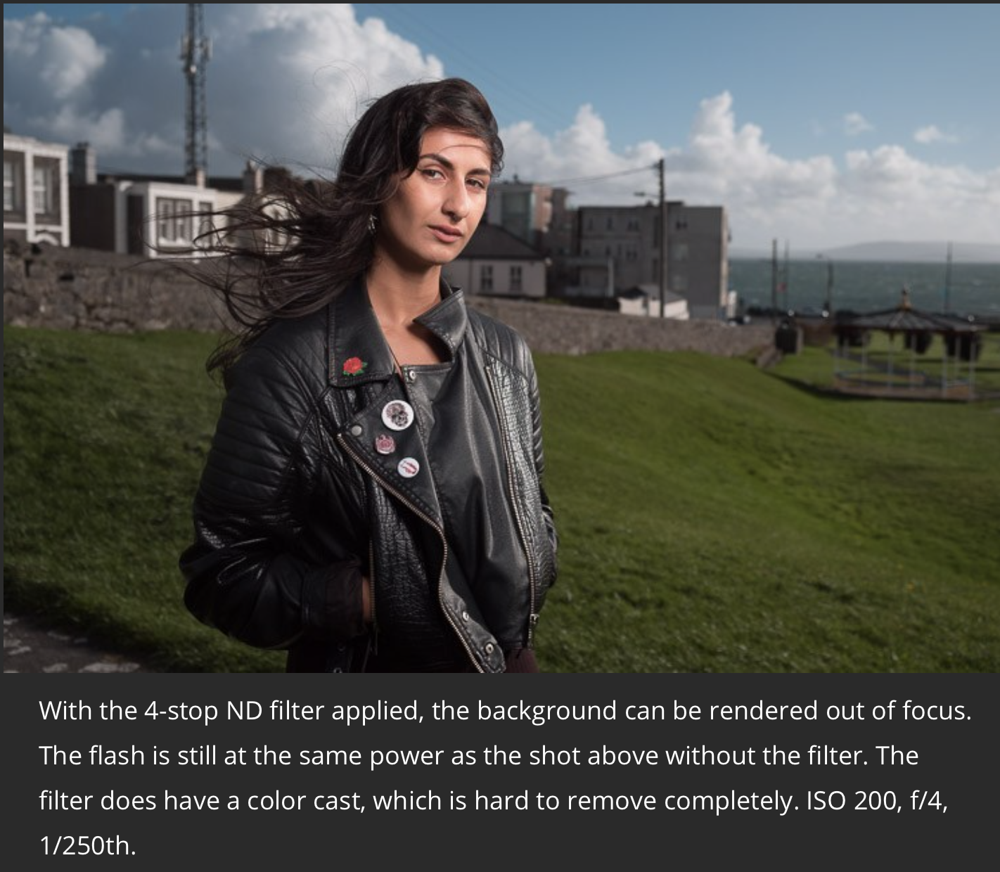 With the 4-stop ND filter applied, the background can be rendered out of focus.
The flash is still at the same power as the shot above without the filter. The
filter does have a color cast, which is hard to remove completely. ISO 200, f/4,
1/250th.